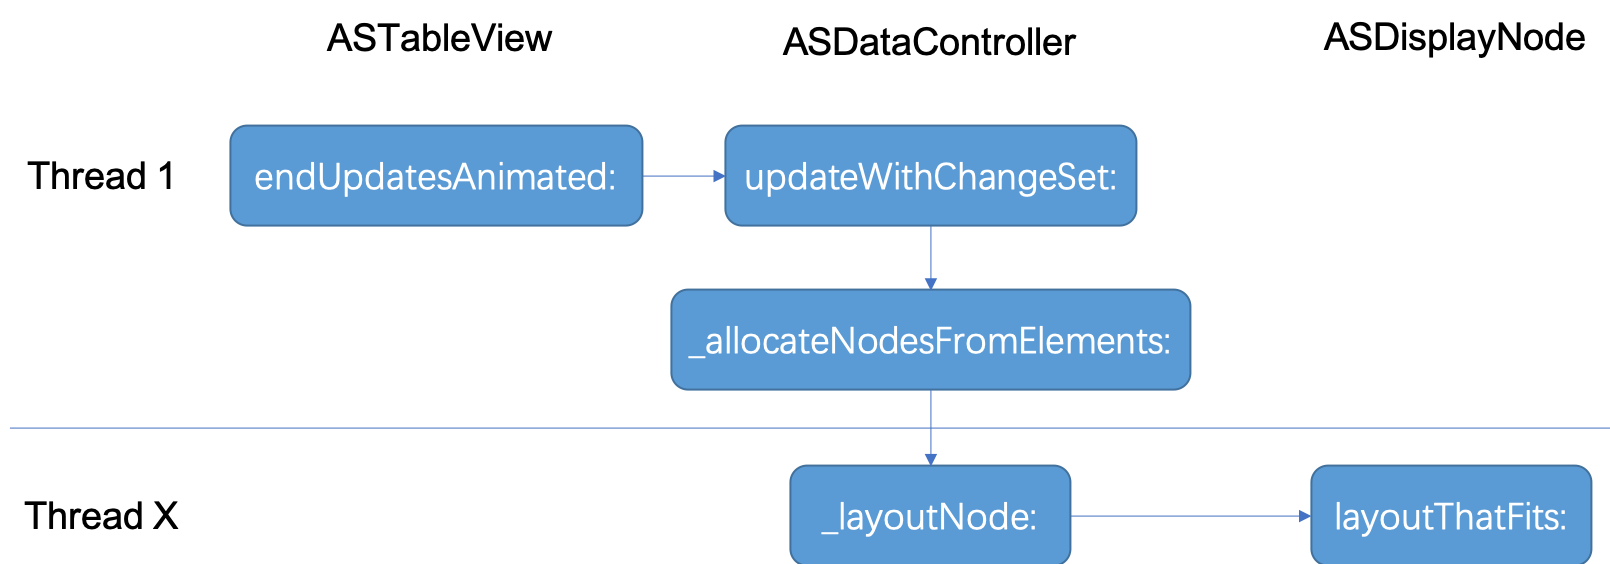 ASTableView
ASDataController
ASDisplayNode
Thread 1
endUpdatesAnimated:
updateWithChangeSet:
_allocateNodesFromElements:
Thread X
_layoutNode:
layoutThatFits: